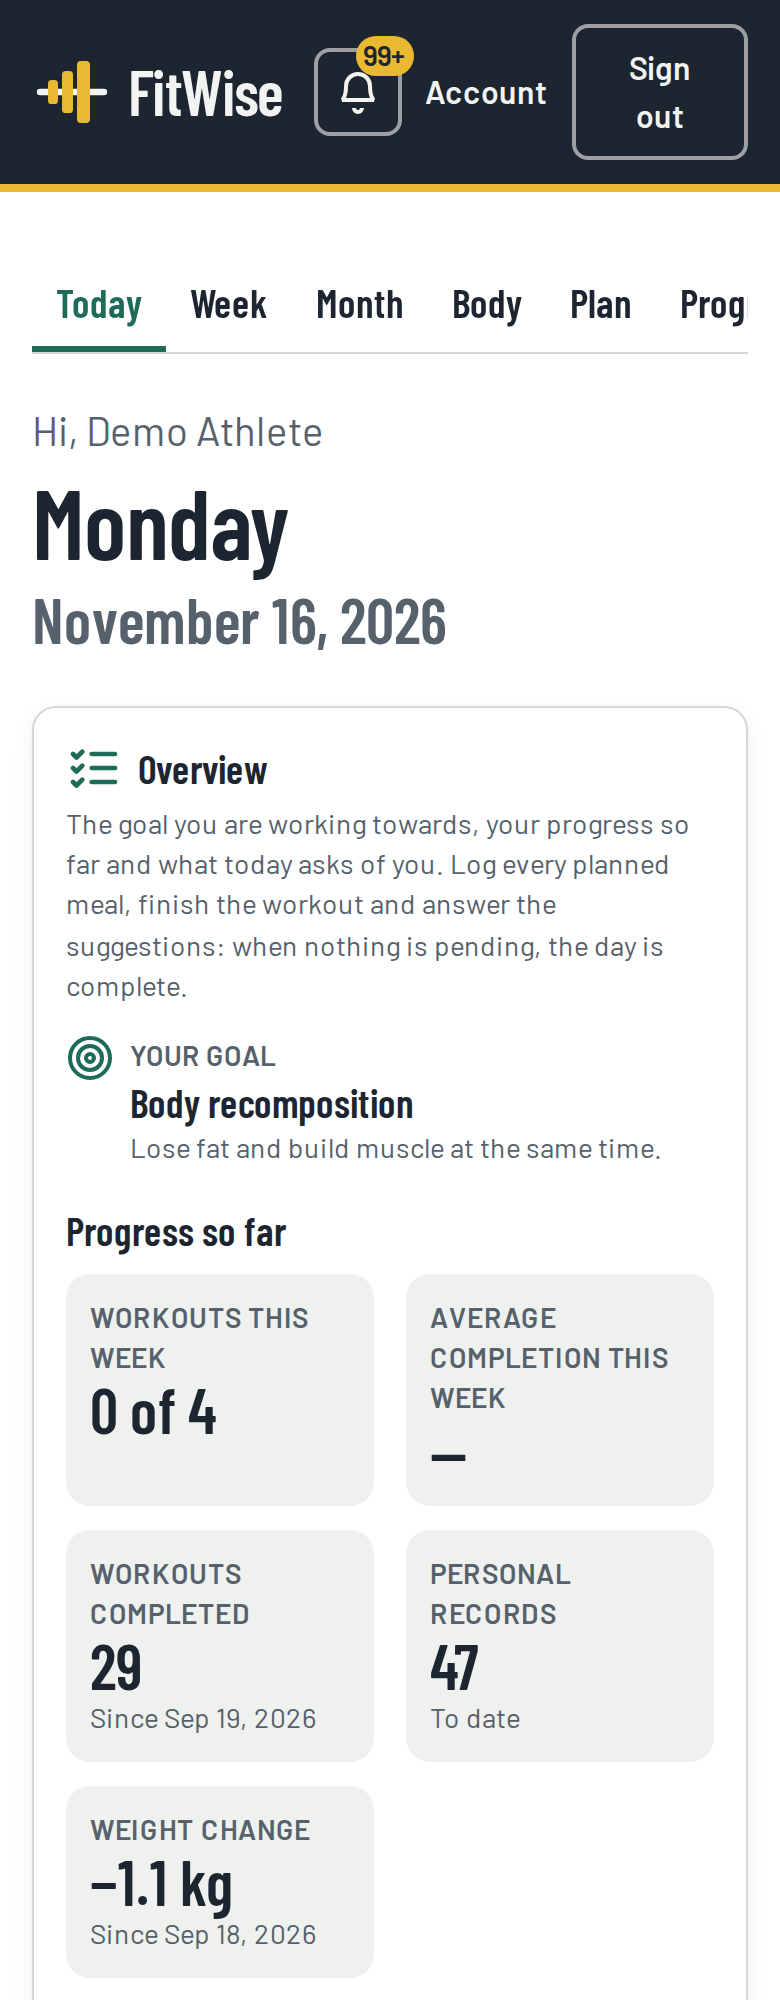 FitWise
99+
Account
Sign
out
Today Week Month Body Plan Prog
Hi, Demo Athlete
Monday
November 16, 2026
Overview
The goal you are working towards, your progress so
far and what today asks of you. Log every planned
meal, finish the workout and answer the
suggestions: when nothing is pending, the day is
complete.
YOUR GOAL
Body recomposition
Lose fat and build muscle at the same time.
Progress so far
WORKOUTS THIS
WEEK
0 of 4
AVERAGE
COMPLETION THIS
WEEK
—
WORKOUTS
COMPLETED
29
Since Sep 19, 2026
PERSONAL
RECORDS
47
To date
WEIGHT CHANGE
−1.1 kg
Since Sep 18, 2026